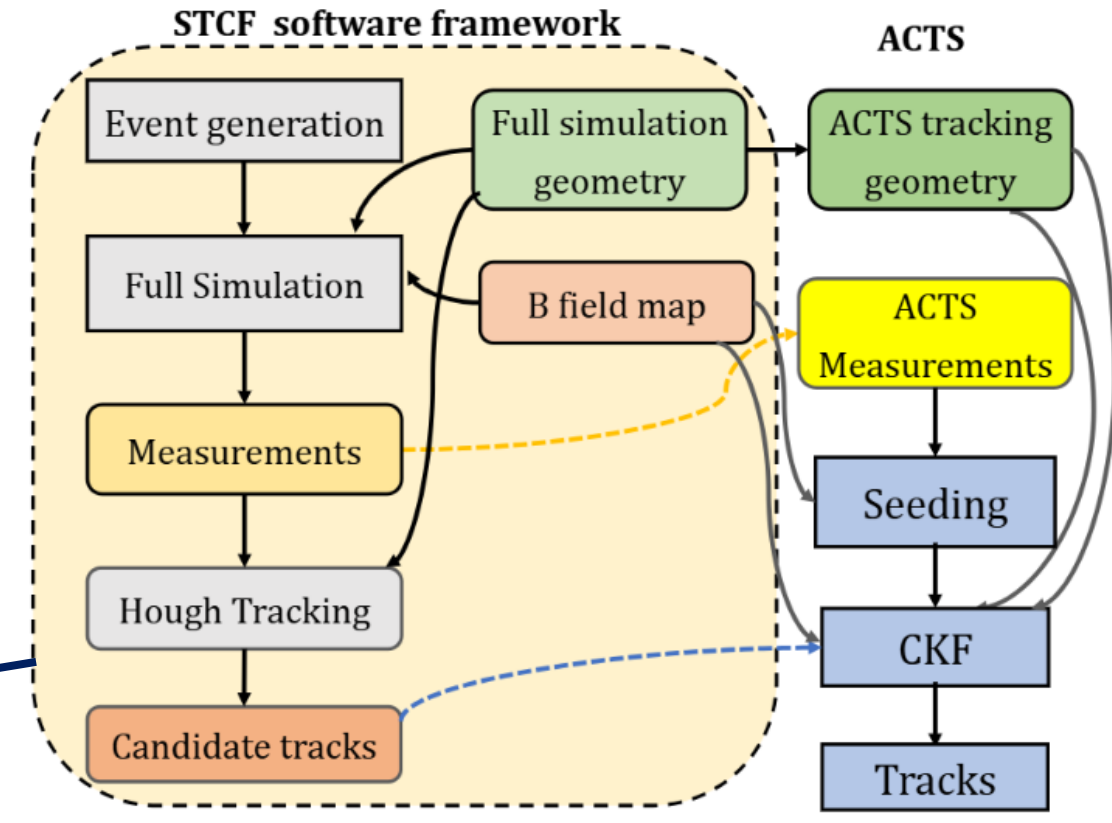 STCF software framework
ACTS
Event generation
Full simulation
geometry
ACTS tracking
geometry
Full Simulation
B field map
ACTS
Measurements
Measurements
Seeding
Hough Tracking
CKF
Candidate tracks
Tracks